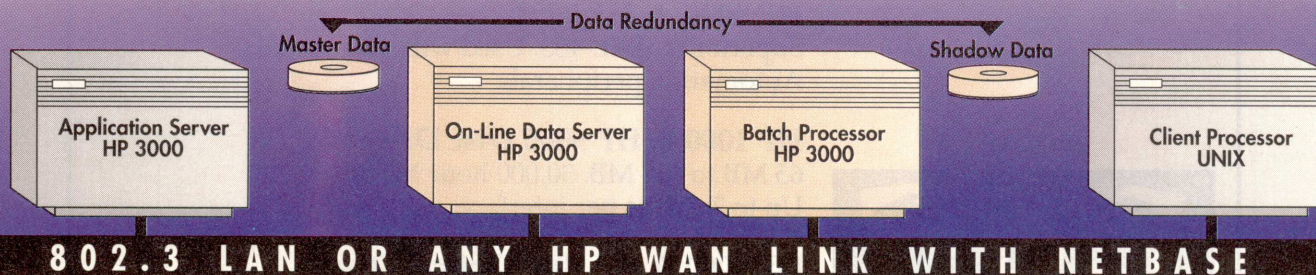 Data Redundancy
Master Data
Shadow Data
Application Server
HP 3000
On-Line Data Server
HP 3000
Batch Processor
HP 3000
Client Processor
UNIX
802.3 LAN OR ANY HP WAN LINK WITH NETBASE